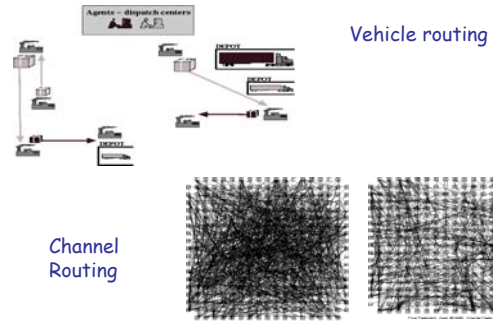 Agents – dispatch centers
Vehicle routing
DEPOT
DEPOT
DEPOT
Channel
Routing